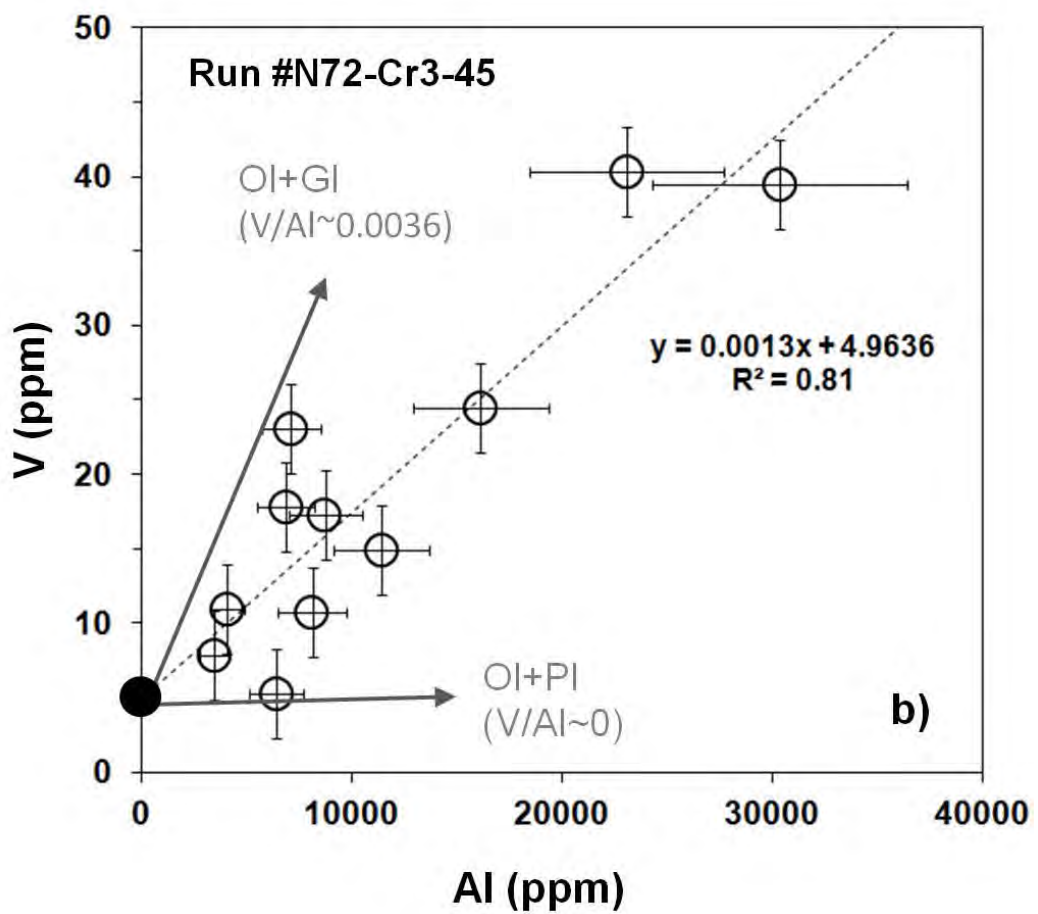 50
Run #N72-Cr3-45
40
Ol+Gl
(V/Al~0.0036)
30
y = 0.0013x + 4.9636
R² = 0.81
V (ppm)
20
10
Ol+Pl
(V/Al~0)
b)
0
0 10000 20000 30000 40000
Al (ppm)